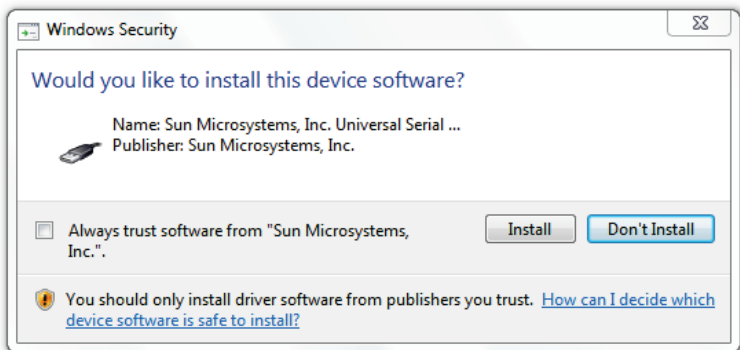 Windows Security
Would you like to install this device software?
Name: Sun Microsystems, Inc. Universal Serial ...
Publisher: Sun Microsystems, Inc.
Always trust software from "Sun Microsystems,
Inc.".
Install
Don't Install
You should only install driver software from publishers you trust. How can I decide which
device software is safe to install?